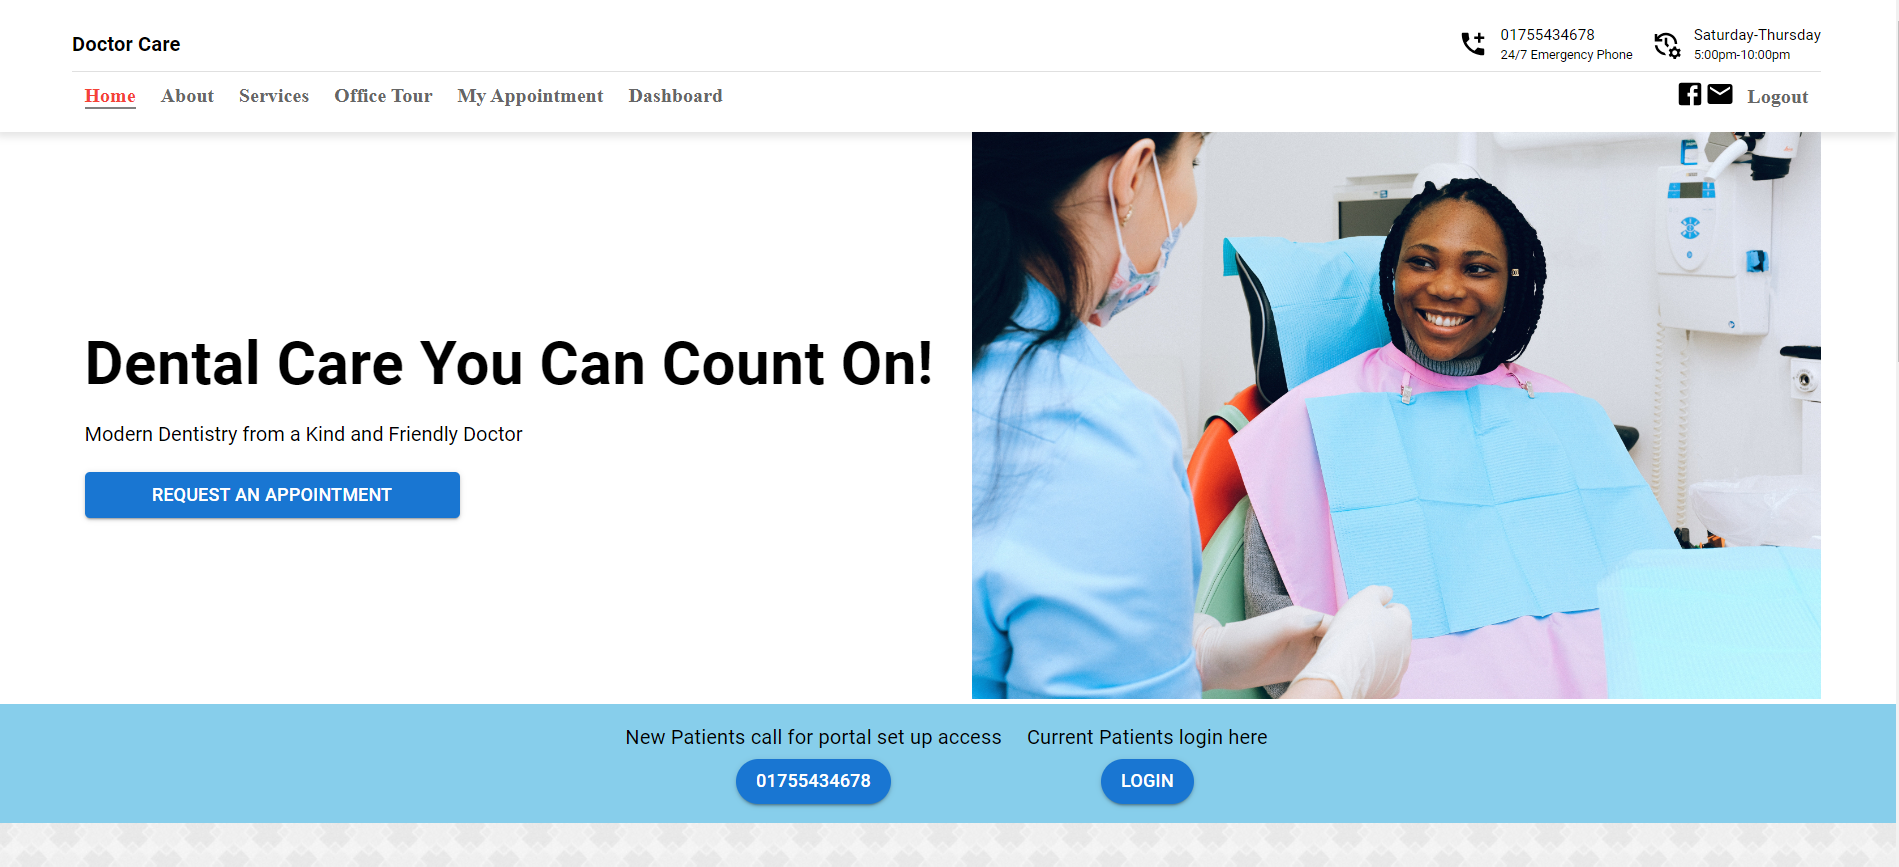 Doctor Care
01755434678
24/7 Emergency Phone
Saturday-Thursday
5:00pm-10:00pm
Home About Services Office Tour My Appointment Dashboard
Logout
Dental Care You Can Count On!
Modern Dentistry from a Kind and Friendly Doctor
REQUEST AN APPOINTMENT
New Patients call for portal set up access
01755434678
Current Patients login here
LOGIN